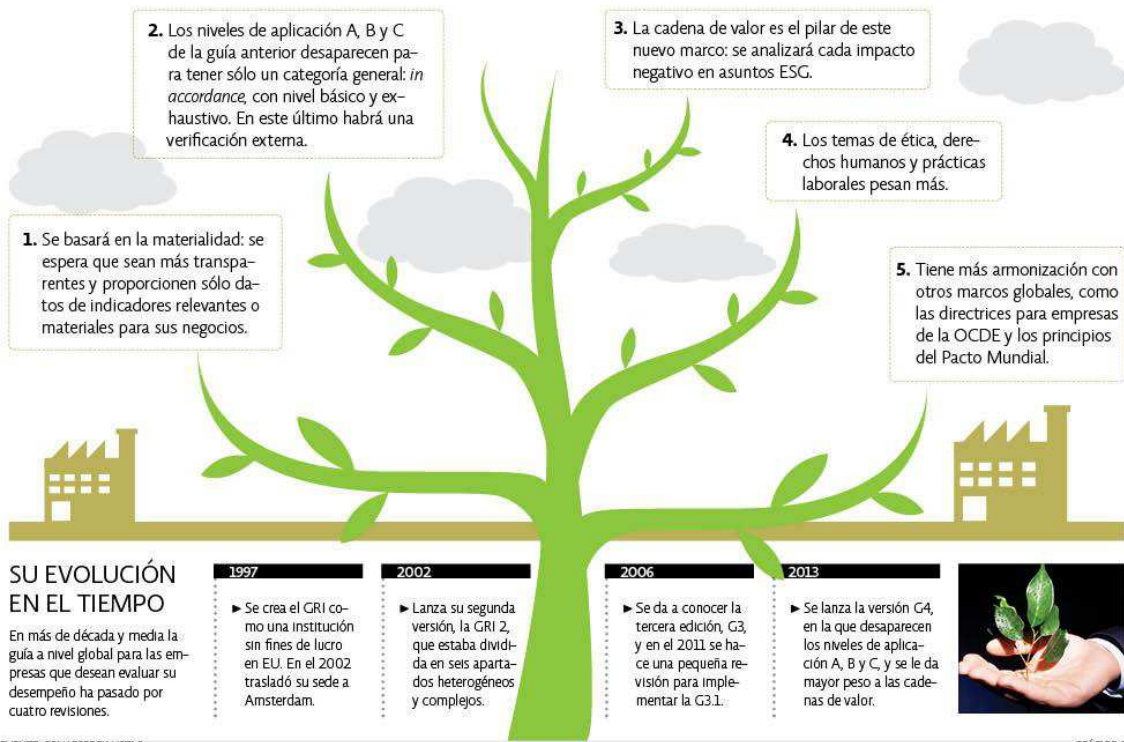 2. Los niveles de aplicación A, B y C
de la guía anterior desaparecen pa-
ra tener sólo un categoría general: in
accordance, con nivel básico y ex-
haustivo. En este último habrá una
verificación externa.
3. La cadena de valor es el pilar de este
nuevo marco: se analizará cada impacto
negativo en asuntos ESG.
4. Los temas de ética, dere-
chos humanos y prácticas
laborales pesan más.
1. Se basará en la materialidad: se
espera que sean más transpa-
rentes y proporcionen sólo da-
tos de indicadores relevantes o
materiales para sus negocios.
5. Tiene más armonización con
otros marcos globales, como
las directrices para empresas
de la OCDE y los principios
del Pacto Mundial.
SU EVOLUCIÓN
EN EL TIEMPO
En más de década y media la
guía a nivel global para las em-
presas que desean evaluar su
desempeño ha pasado por
cuatro revisiones.
1997
► Se crea el GRI co-
mo una institución
sin fines de lucro
en EU. En el 2002
trasladó su sede a
Amsterdam.
2002
► Lanza su segunda
versión, la GRI 2,
que estaba dividi-
da en seis aparta-
dos heterogéneos
y complejos.
2006
► Se da a conocer la
tercera edición, G3,
y en el 2011 se ha-
ce una pequeña re-
visión para imple-
mentar la G3.1.
2013
► Se lanza la versión G4,
en la que desaparecen
los niveles de aplica-
ción A, B y C, y se le da
mayor peso a las cade-
nas de valor.